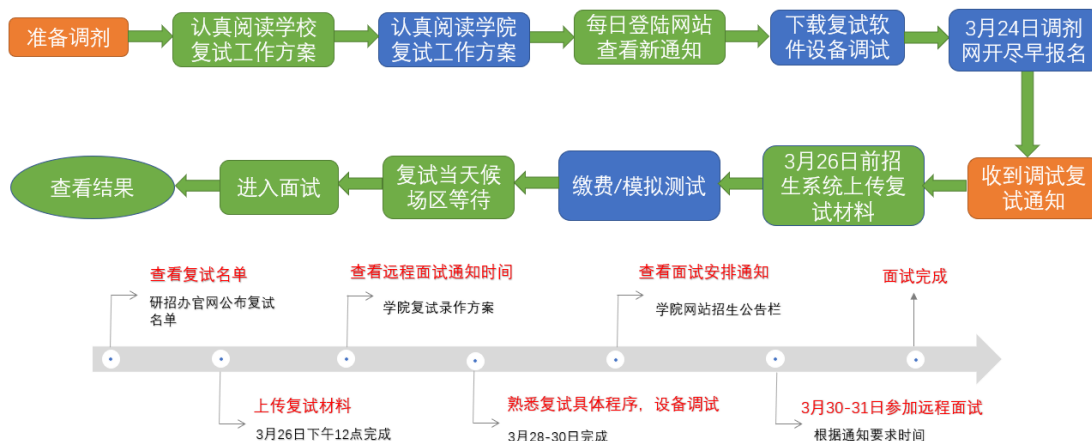 准备调剂
认真阅读学校
复试工作方案
认真阅读学院
复试工作方案
每日登陆网站
查看新通知
下载复试软
件设备调试
3月24日调剂
网开尽早报名
收到调试复
试通知
3月26日前招
生系统上传复
试材料
缴费/模拟测试
复试当天候
场区等待
进入面试
查看结果
查看复试名单
研招办官网公布复试
名单
查看远程面试通知时间
学院复试录作方案
查看面试安排通知
学院网站招生公告栏
面试完成
上传复试材料
3月26日下午12点完成
熟悉复试具体程序，设备调试
3月28-30日完成
3月30-31日参加远程面试
根据通知要求时间